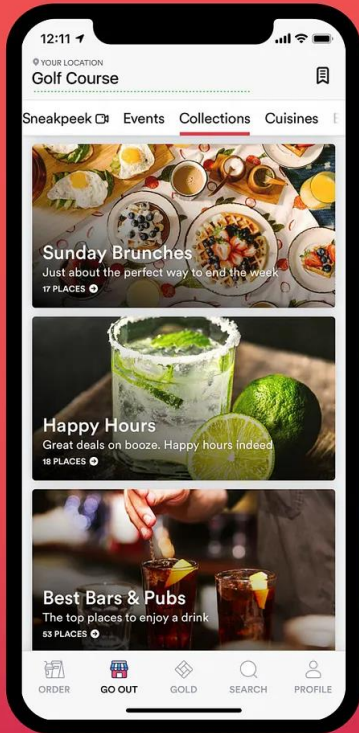 12:11
YOUR LOCATION
Golf Course
Sneakpeek Events Collections Cuisines
Sunday Brunches
Just about the perfect way to end the week
17 PLACES
Happy Hours
Great deals on booze. Happy hours indeed
18 PLACES
Best Bars & Pubs
The top places to enjoy a drink
53 PLACES
ORDER GO OUT GOLD SEARCH PROFILE